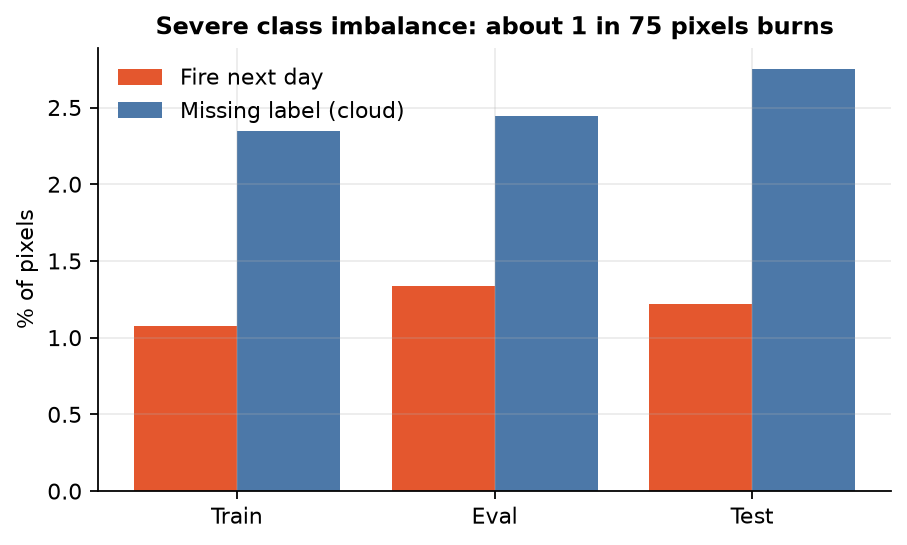 Severe class imbalance: about 1 in 75 pixels burns
Fire next day
Missing label (cloud)
% of pixels
2.5
2.0
1.5
1.0
0.5
0.0
Train Eval Test